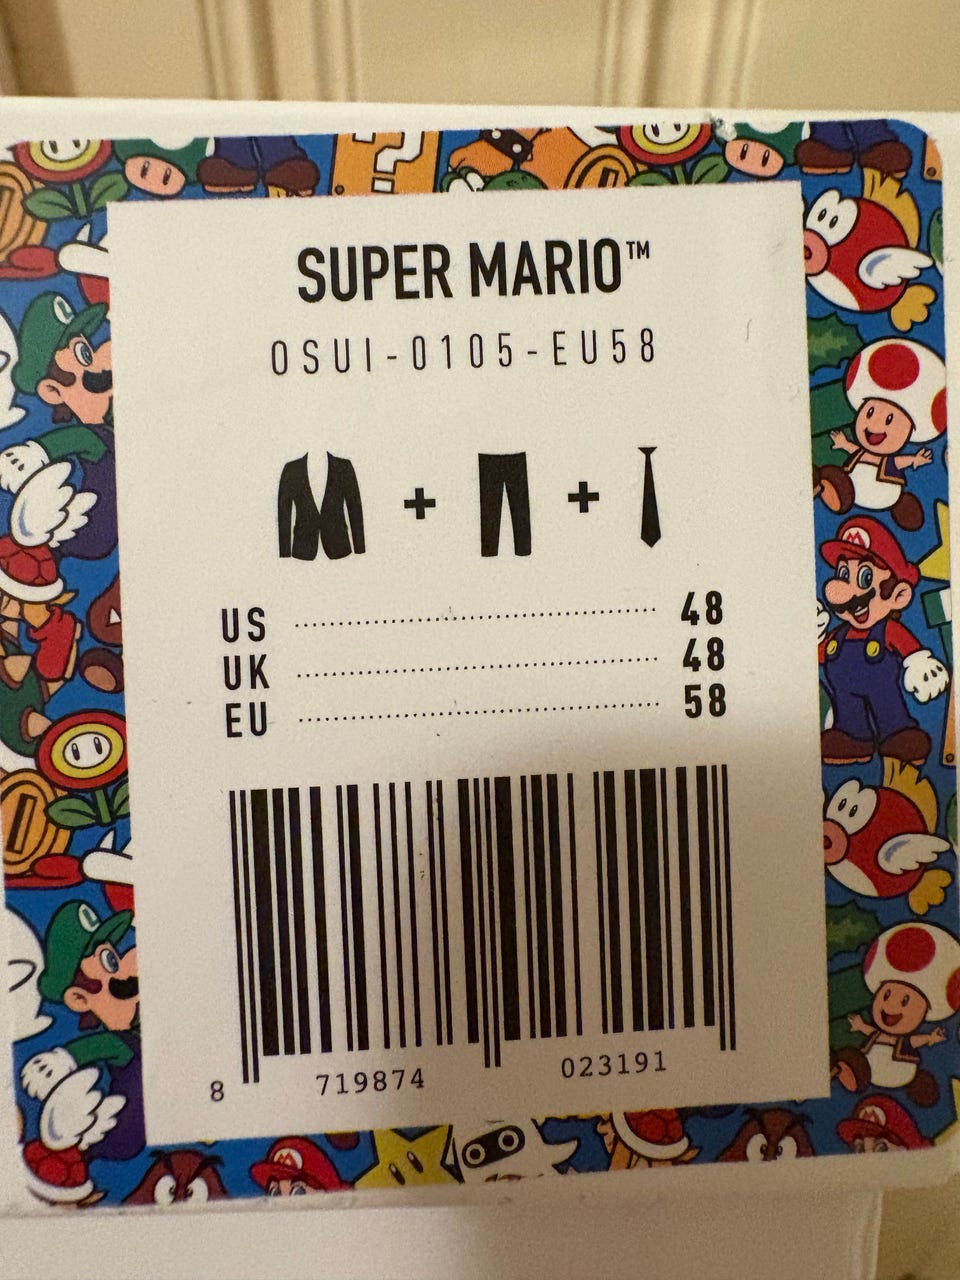 SUPER MARIO™
OSUI-0105-EU58
US 48
UK 48
EU 58
8 719874 023191